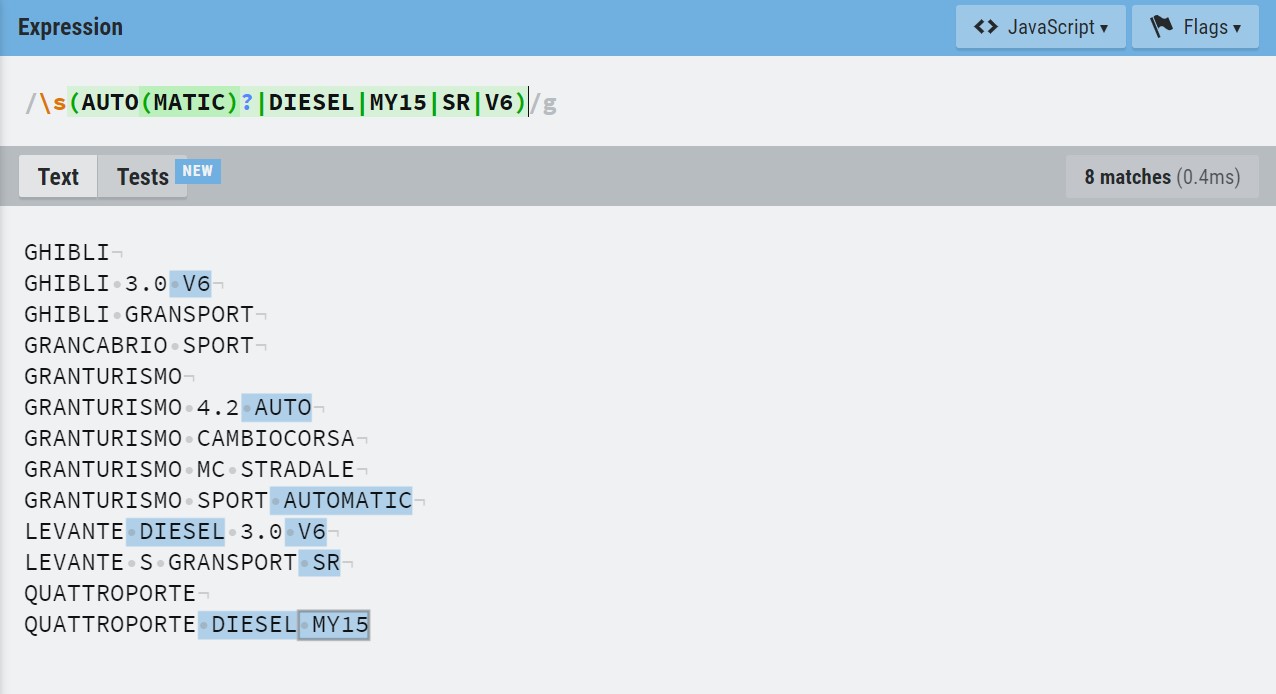 Expression
<> JavaScript ▾
Flags ▾
/\s(AUTO(MATIC)?|DIESEL|MY15|SR|V6)/g
Text
Tests
NEW
8 matches (0.4ms)
GHIBLI¬
GHIBLI•3.0•V6¬
GHIBLI•GRANSPORT¬
GRANCABRIO•SPORT¬
GRANTURISMO¬
GRANTURISMO•4.2•AUTO¬
GRANTURISMO•CAMBIOCORSA¬
GRANTURISMO•MC•STRADALE¬
GRANTURISMO•SPORT•AUTOMATIC¬
LEVANTE•DIESEL•3.0•V6¬
LEVANTE•S•GRANSPORT•SR¬
QUATTROPORTE¬
QUATTROPORTE•DIESEL•MY15